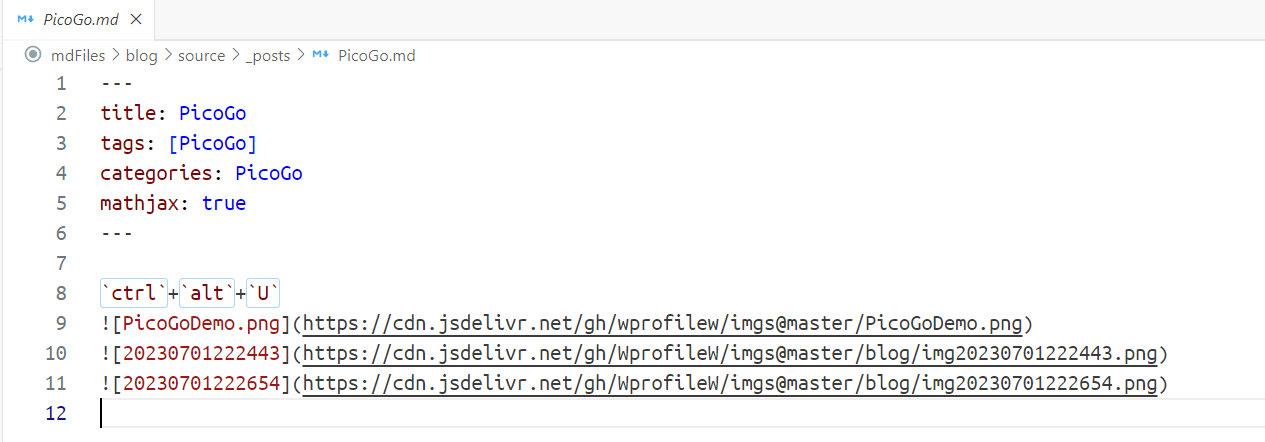 PicoGo.md
mdFiles > blog > source > _posts > PicoGo.md
1 ---
2 title: PicoGo
3 tags: [PicoGo]
4 categories: PicoGo
5 mathjax: true
6 ---
7
8 `ctrl`+`alt`+`U`
9 ![PicoGoDemo.png](https://cdn.jsdelivr.net/gh/wprofilew/imgs@master/PicoGoDemo.png)
10 ![20230701222443](https://cdn.jsdelivr.net/gh/WprofileW/imgs@master/blog/img20230701222443.png)
11 ![20230701222654](https://cdn.jsdelivr.net/gh/WprofileW/imgs@master/blog/img20230701222654.png)
12